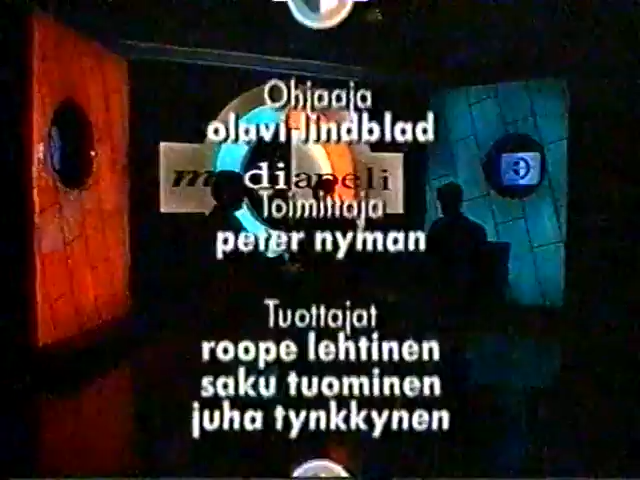 Ohjaaja
olavi lindblad
mediapeli
Toimittaja
peter nyman
Tuottajat
roope lehtinen
saku tuominen
juha tynkkynen